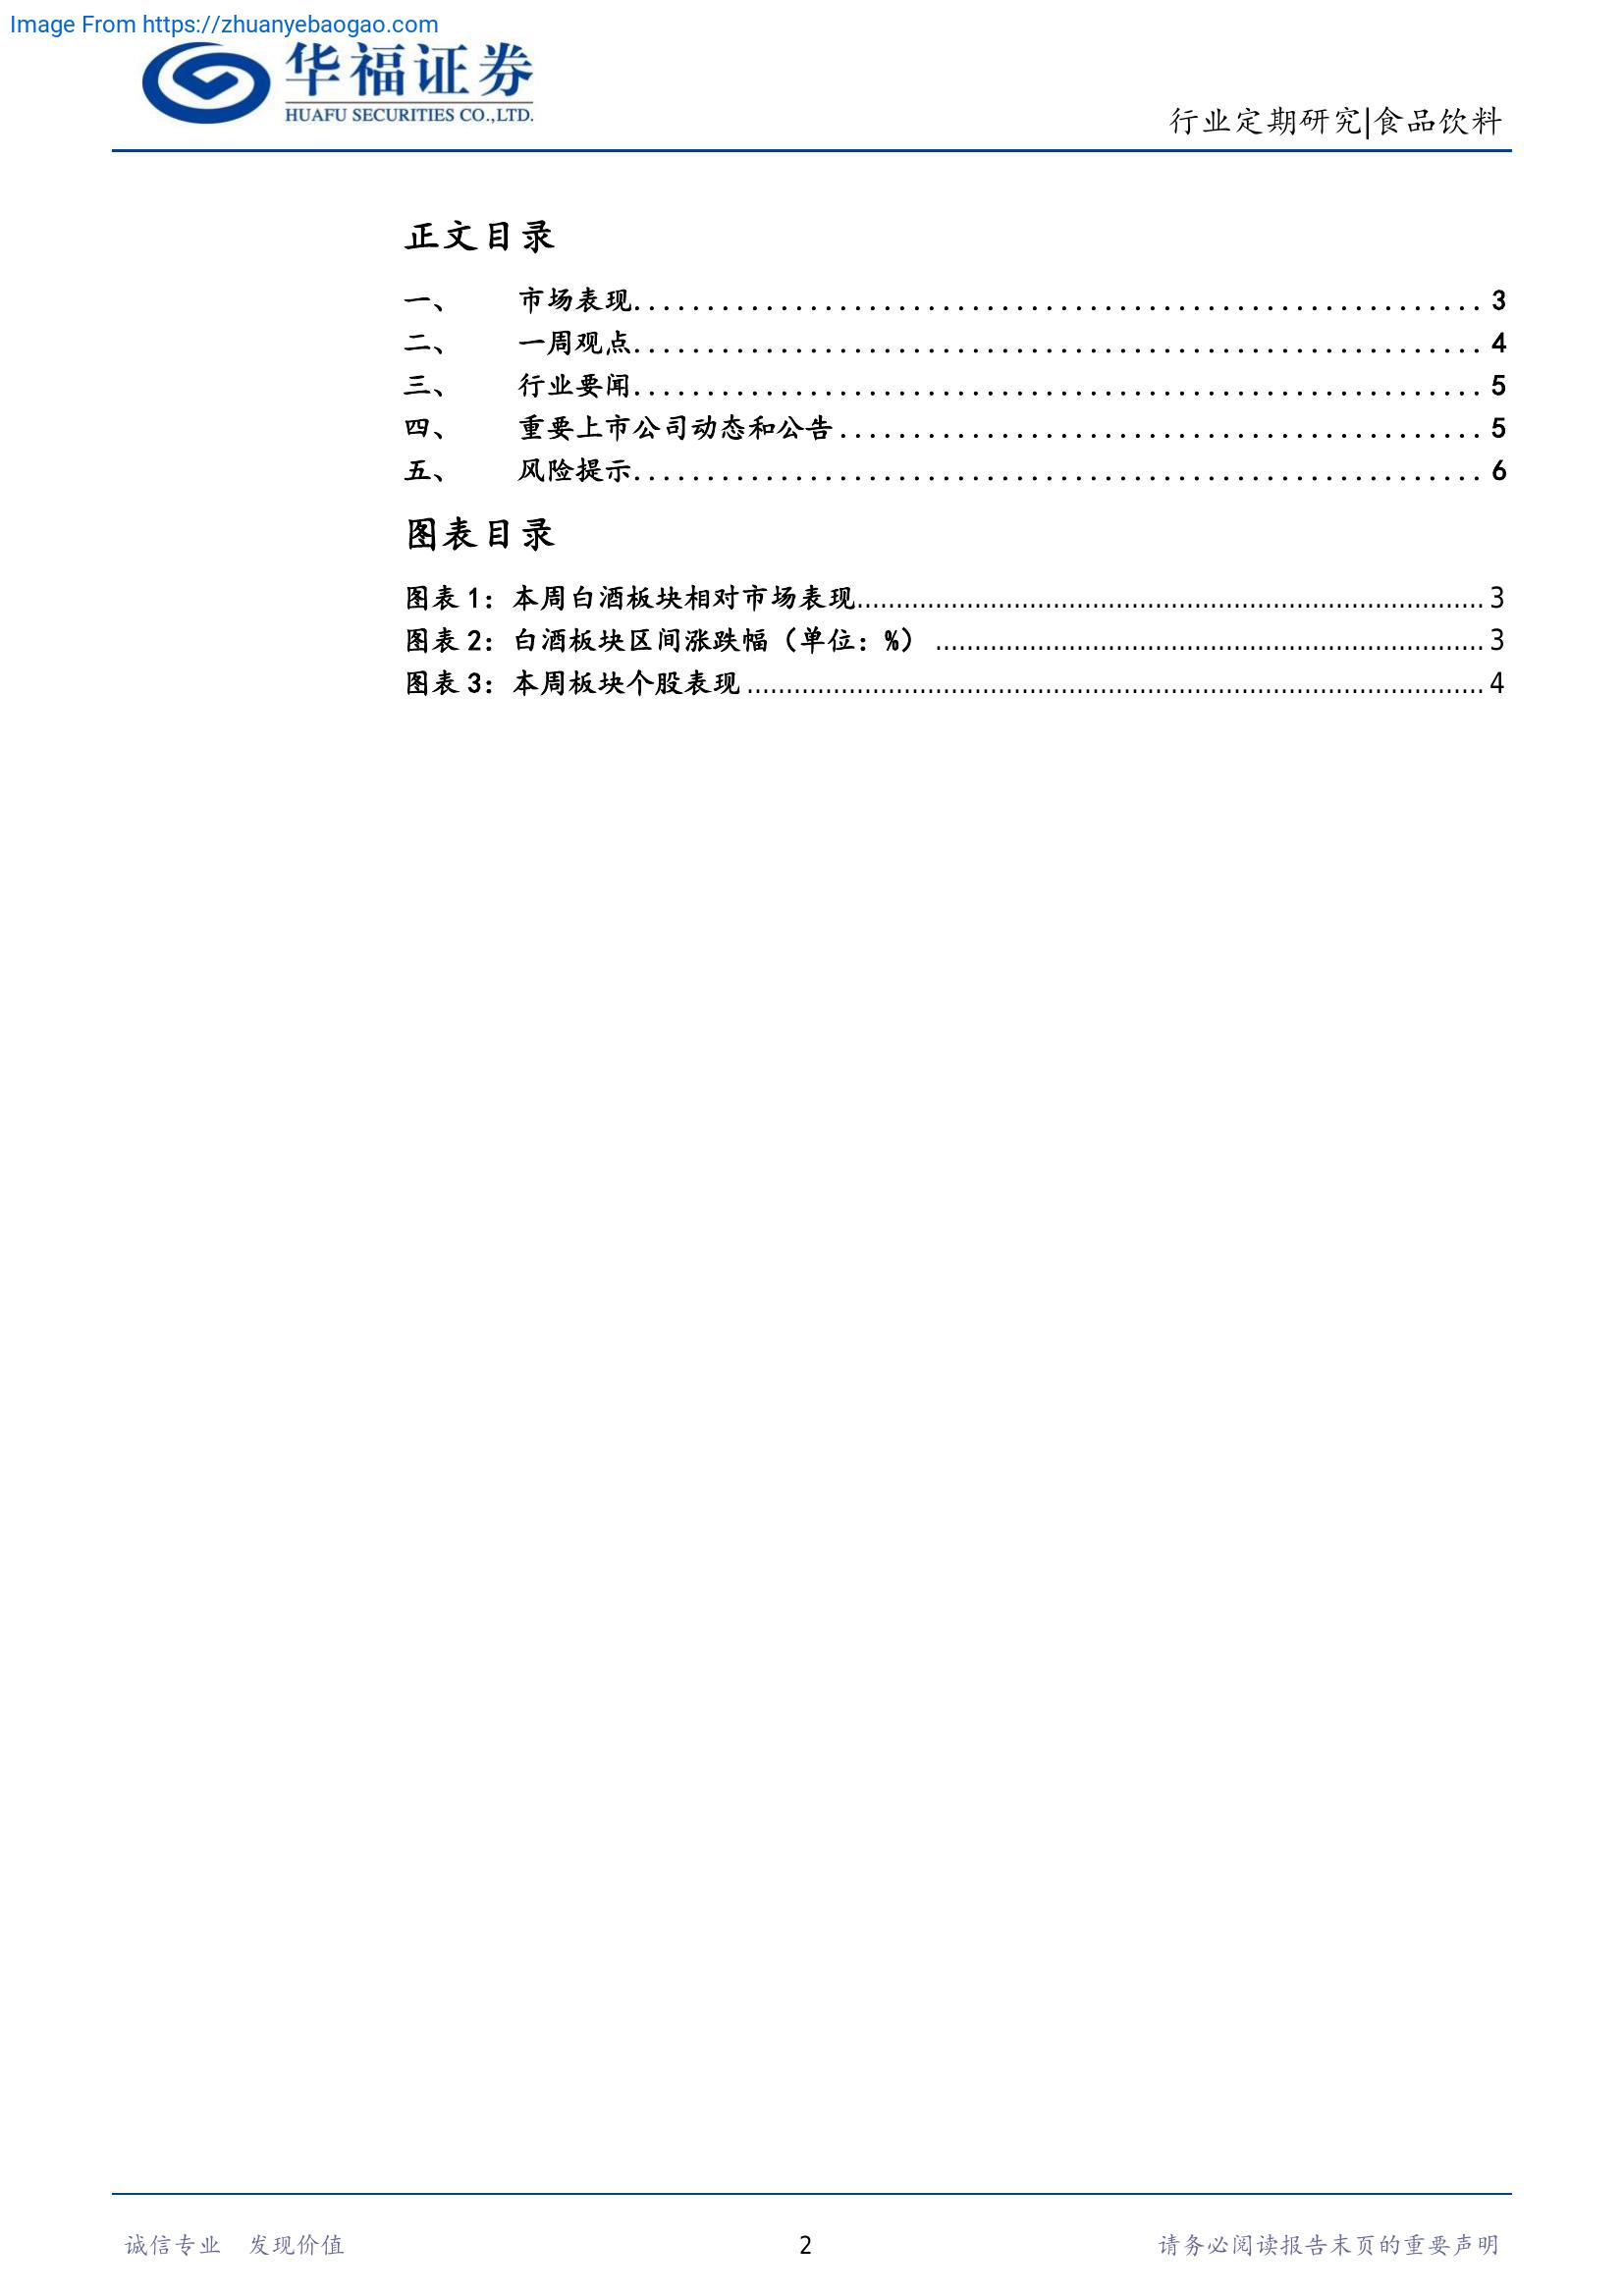 Image From https://zhuanyebaogao.com
华福证券
HUAFU SECURITIES CO.,LTD.
行业定期研究|食品饮料
正文目录
一、 市场表现........................................................ 3
二、 一周观点........................................................ 4
三、 行业要闻........................................................ 5
四、 重要上市公司动态和公告............................................ 5
五、 风险提示........................................................ 6
图表目录
图表 1：本周白酒板块相对市场表现................................................................................ 3
图表 2：白酒板块区间涨跌幅（单位：%）...................................................................... 3
图表 3：本周板块个股表现.............................................................................................. 4
诚信专业 发现价值
2
请务必阅读报告末页的重要声明